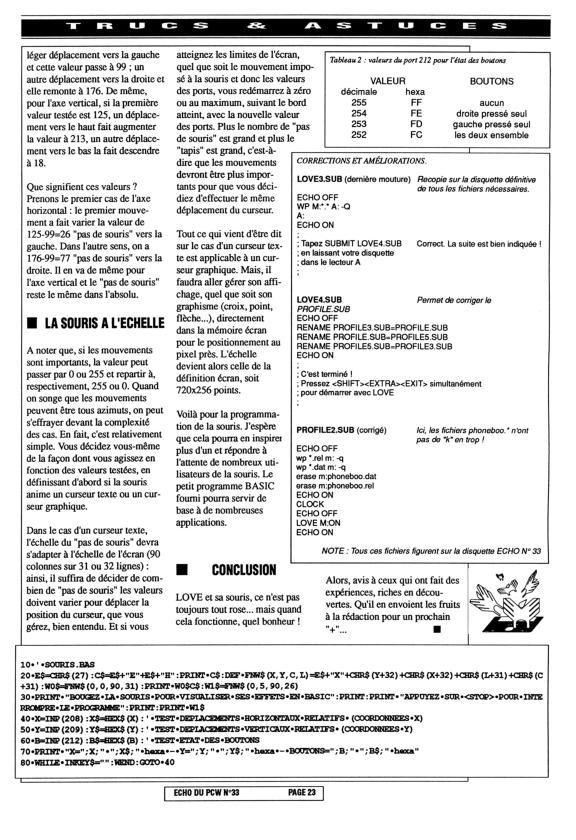 TRUCS & ASTUCES
léger déplacement vers la gauche
et cette valeur passe à 99 ; un
autre déplacement vers la droite et
elle remonte à 176. De même,
pour l'axe vertical, si la première
valeur testée est 125, un déplace-
ment vers le haut fait augmenter
la valeur à 213, un autre déplace-
ment vers le bas la fait descendre
à 18.
Que signifient ces valeurs ?
Prenons le premier cas de l'axe
horizontal : le premier mouve-
ment a fait varier la valeur de
125-99=26 "pas de souris" vers la
gauche. Dans l'autre sens, on a
176-99=77 "pas de souris" vers la
droite. Il en va de même pour
l'axe vertical et le "pas de souris"
reste le même dans l'absolu.
■ LA SOURIS A L'ECHELLE
A noter que, si les mouvements
sont importants, la valeur peut
passer par 0 ou 255 et repartir à,
respectivement, 255 ou 0. Quand
on songe que les mouvements
peuvent être tous azimuts, on peut
s'effrayer devant la complexité
des cas. En fait, c'est relativement
simple. Vous décidez vous-même
de la façon dont vous agissez en
fonction des valeurs testées, en
définissant d'abord si la souris
anime un curseur texte ou un cur-
seur graphique.
Dans le cas d'un curseur texte,
l'échelle du "pas de souris" devra
s'adapter à l'échelle de l'écran (90
colonnes sur 31 ou 32 lignes) :
ainsi, il suffira de décider de com-
bien de "pas de souris" les valeurs
doivent varier pour déplacer la
position du curseur, que vous
gérez, bien entendu. Et si vous
atteignez les limites de l'écran,
quel que soit le mouvement impo-
sé à la souris et donc les valeurs
des ports, vous redémarrez à zéro
ou au maximum, suivant le bord
atteint, avec la nouvelle valeur
des ports. Plus le nombre de "pas
de souris" est grand et plus le
"tapis" est grand, c'est-à-
dire que les mouvements
devront être plus impor-
tants pour que vous déci-
diez d'effectuer le même
déplacement du curseur.
Tout ce qui vient d'être dit
sur le cas d'un curseur tex-
te est applicable à un cur-
seur graphique. Mais, il
faudra aller gérer son affi-
chage, quel que soit son
graphisme (croix, point,
flèche...), directement
dans la mémoire écran
pour le positionnement au
pixel près. L'échelle
devient alors celle de la
définition écran, soit
720x256 points.
Voilà pour la programma-
tion de la souris. J'espère
que cela pourra en inspirer
plus d'un et répondre à
l'attente de nombreux uti-
lisateurs de la souris. Le
petit programme BASIC
fourni pourra servir de
base à de nombreuses
applications.
■ CONCLUSION
LOVE et sa souris, ce n'est pas
toujours tout rose... mais quand
cela fonctionne, quel bonheur !
Tableau 2 : valeurs du port 212 pour l'état des boutons
VALEUR BOUTONS
décimale hexa
255 FF aucun
254 FE droite pressé seul
253 FD gauche pressé seul
252 FC les deux ensemble
CORRECTIONS ET AMÉLIORATIONS.
LOVE3.SUB (dernière mouture) Recopie sur la disquette définitive
de tous les fichiers nécessaires.
ECHO OFF
WP M:*.* A: -Q
A:
ECHO ON
;
; Tapez SUBMIT LOVE4.SUB Correct. La suite est bien indiquée !
; en laissant votre disquette
; dans le lecteur A
;
LOVE4.SUB Permet de corriger le
PROFILE.SUB
ECHO OFF
RENAME PROFILE3.SUB=PROFILE.SUB
RENAME PROFILE.SUB=PROFILE5.SUB
RENAME PROFILE5.SUB=PROFILE3.SUB
ECHO ON
;
; C'est terminé !
; Pressez <SHIFT><EXTRA><EXIT> simultanément
; pour démarrer avec LOVE
;
PROFILE2.SUB (corrigé) Ici, les fichiers phoneboo.* n'ont
pas de "k" en trop !
ECHO OFF
wp *.rel m: -q
wp *.dat m: -q
erase m:phoneboo.dat
erase m:phoneboo.rel
ECHO ON
CLOCK
ECHO OFF
LOVE M:ON
ECHO ON
NOTE : Tous ces fichiers figurent sur la disquette ECHO N° 33
Alors, avis à ceux qui ont fait des
expériences, riches en décou-
vertes. Qu'il en envoient les fruits
à la rédaction pour un prochain
"+"... ■
10•'•SOURIS.BAS
20•E$=CHR$(27):C$=E$+"E"+E$+"H":PRINT•C$:DEF•FNW$(X,Y,C,L)=E$+"X"+CHR$(Y+32)+CHR$(X+32)+CHR$(L+31)+CHR$(C
+31):W0$=FNW$(0,0,90,31):PRINT•W0$C$:W1$=FNW$(0,5,90,26)
30•PRINT•"BOUGEZ•LA•SOURIS•POUR•VISUALISER•SES•EFFETS•EN•BASIC":PRINT:PRINT•"APPUYEZ•SUR•<STOP>•POUR•INTE
RROMPRE•LE•PROGRAMME":PRINT:PRINT•W1$
40•X=INP(208):X$=HEX$(X):'•TEST•DEPLACEMENTS•HORIZONTAUX•RELATIFS•(COORDONNEES•X)
50•Y=INP(209):Y$=HEX$(Y):'•TEST•DEPLACEMENTS•VERTICAUX•RELATIFS•(COORDONNEES•Y)
60•B=INP(212):B$=HEX$(B):'•TEST•ETAT•DES•BOUTONS
70•PRINT•"X=";X;"•";X$;"•hexa•-•Y=";Y;"•";Y$;"•hexa•-•BOUTONS=";B;"•";B$;"•hexa"
80•WHILE•INKEY$="":WEND:GOTO•40
ECHO DU PCW N°33 PAGE 23